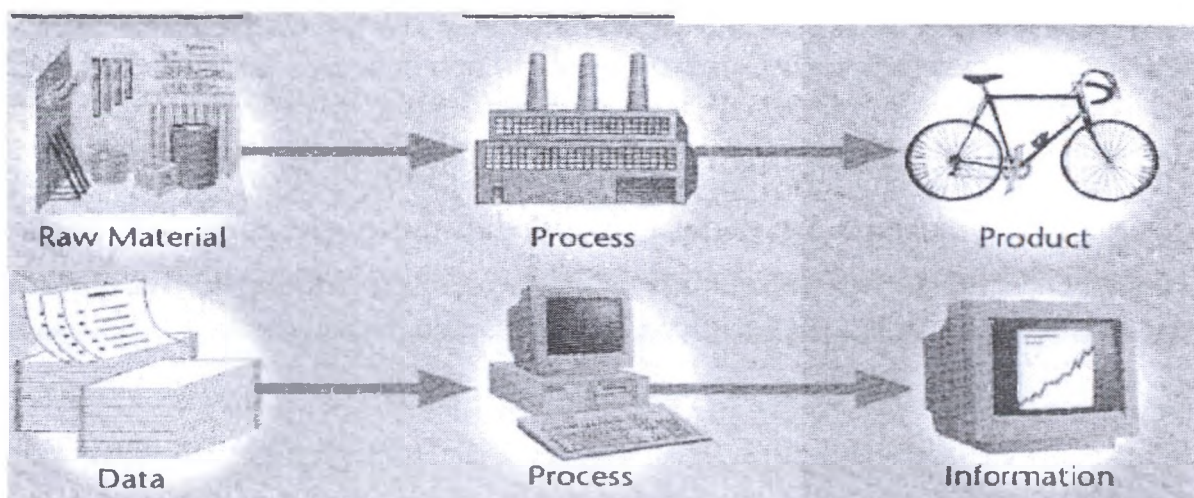 Raw Material
Process
Product
Data
Process
Information